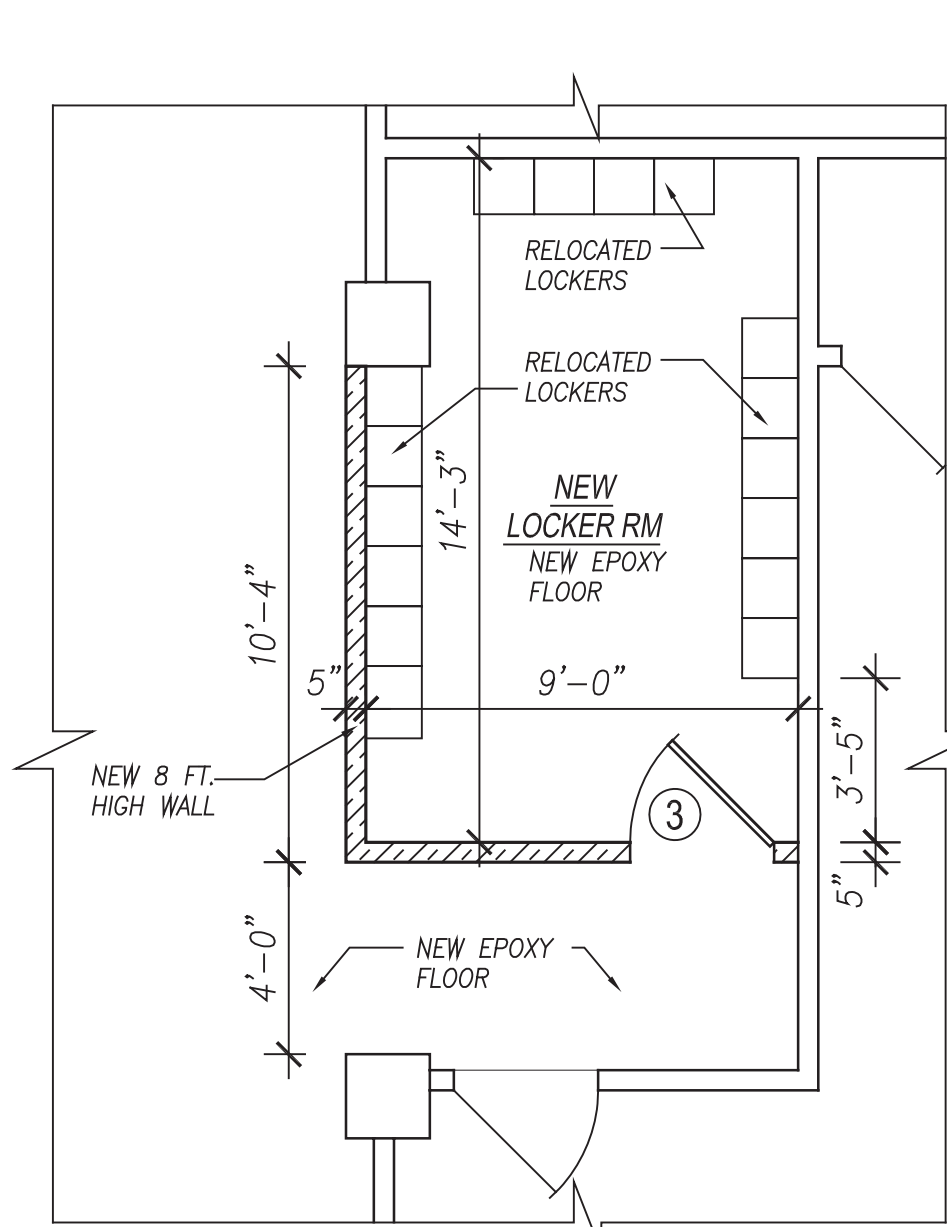 RELOCATED
LOCKERS
RELOCATED
LOCKERS
14'-3"
NEW
LOCKER RM
NEW EPOXY
FLOOR
10'-4"
5"
9'-0"
3'-5"
NEW 8 FT.
HIGH WALL
3
5"
4'-0"
NEW EPOXY
FLOOR